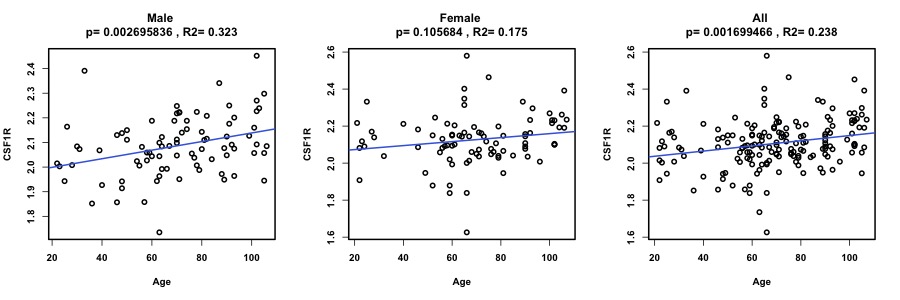 Male
p= 0.002695836 , R2= 0.323
CSF1R
2.4
2.3
2.2
2.1
2.0
1.9
1.8
20 40 60 80 100
Age
Female
p= 0.105684 , R2= 0.175
CSF1R
2.6
2.4
2.2
2.0
1.8
1.6
20 40 60 80 100
Age
All
p= 0.001699466 , R2= 0.238
CSF1R
2.6
2.4
2.2
2.0
1.8
1.6
20 40 60 80 100
Age